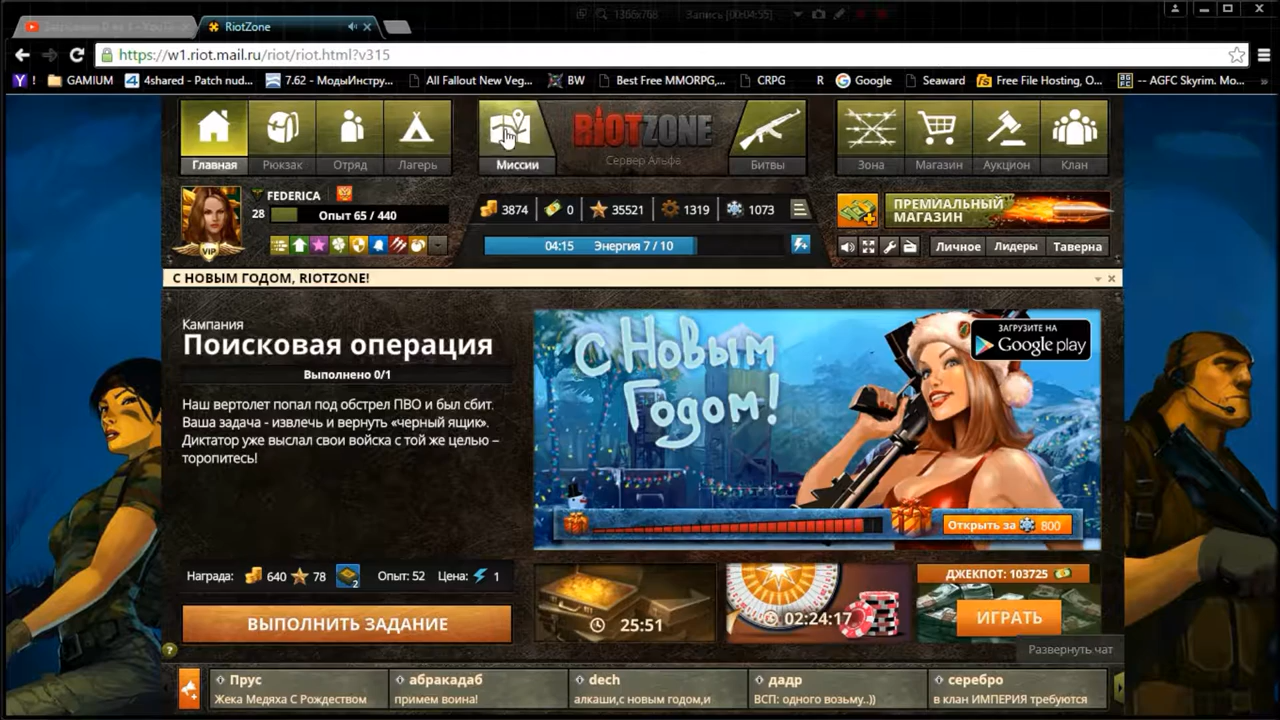 1366x768 Запись [00:04:55]
RiotZone
https://w1.riot.mail.ru/riot/riot.html?v315
Y ! GAMIUM 4shared - Patch nud... 7.62 - МодыИнстру... All Fallout New Veg... BW Best Free MMORPG,... CRPG R Google Seaward Free File Hosting, O... AGFC Skyrim. Мо...
RIOTZONE
Сервер Альфа
Главная Рюкзак Отряд Лагерь Миссии Битвы Зона Магазин Аукцион Клан
FEDERICA
28 Опыт 65 / 440
VIP
3874 0 35521 1319 1073
04:15 Энергия 7 / 10
ПРЕМИАЛЬНЫЙ
МАГАЗИН
Личное Лидеры Таверна
С НОВЫМ ГОДОМ, RIOTZONE!
Кампания
Поисковая операция
Выполнено 0/1
Наш вертолет попал под обстрел ПВО и был сбит.
Ваша задача - извлечь и вернуть «черный ящик».
Диктатор уже выслал свои войска с той же целью –
торопитесь!
Награда: 640 78 2 Опыт: 52 Цена: 1
ВЫПОЛНИТЬ ЗАДАНИЕ
С Новым
Годом!
ЗАГРУЗИТЕ НА
Google play
Открыть за 800
25:51
02:24:17
ДЖЕКПОТ: 103725
ИГРАТЬ
Развернуть чат
Прус абракадаб dech дадр серебро
Жека Медяха С Рождеством примем воина! алкаши,с новым годом,и ВСП: одного возьму..)) в клан ИМПЕРИЯ требуются